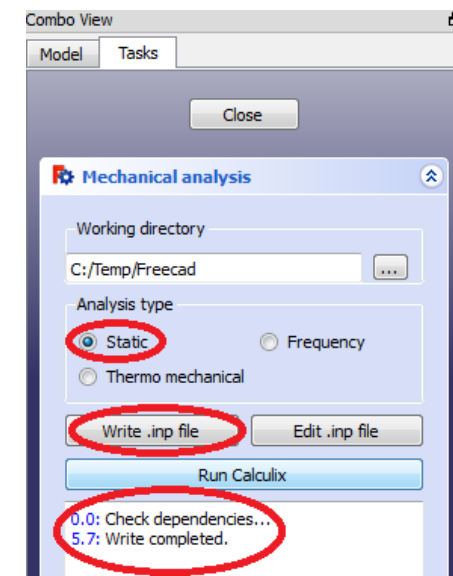 Combo View
Model Tasks
Close
Mechanical analysis
Working directory
C:/Temp/Freecad ...
Analysis type
Static Frequency
Thermo mechanical
Write .inp file Edit .inp file
Run Calculix
0.0: Check dependencies...
5.7: Write completed.